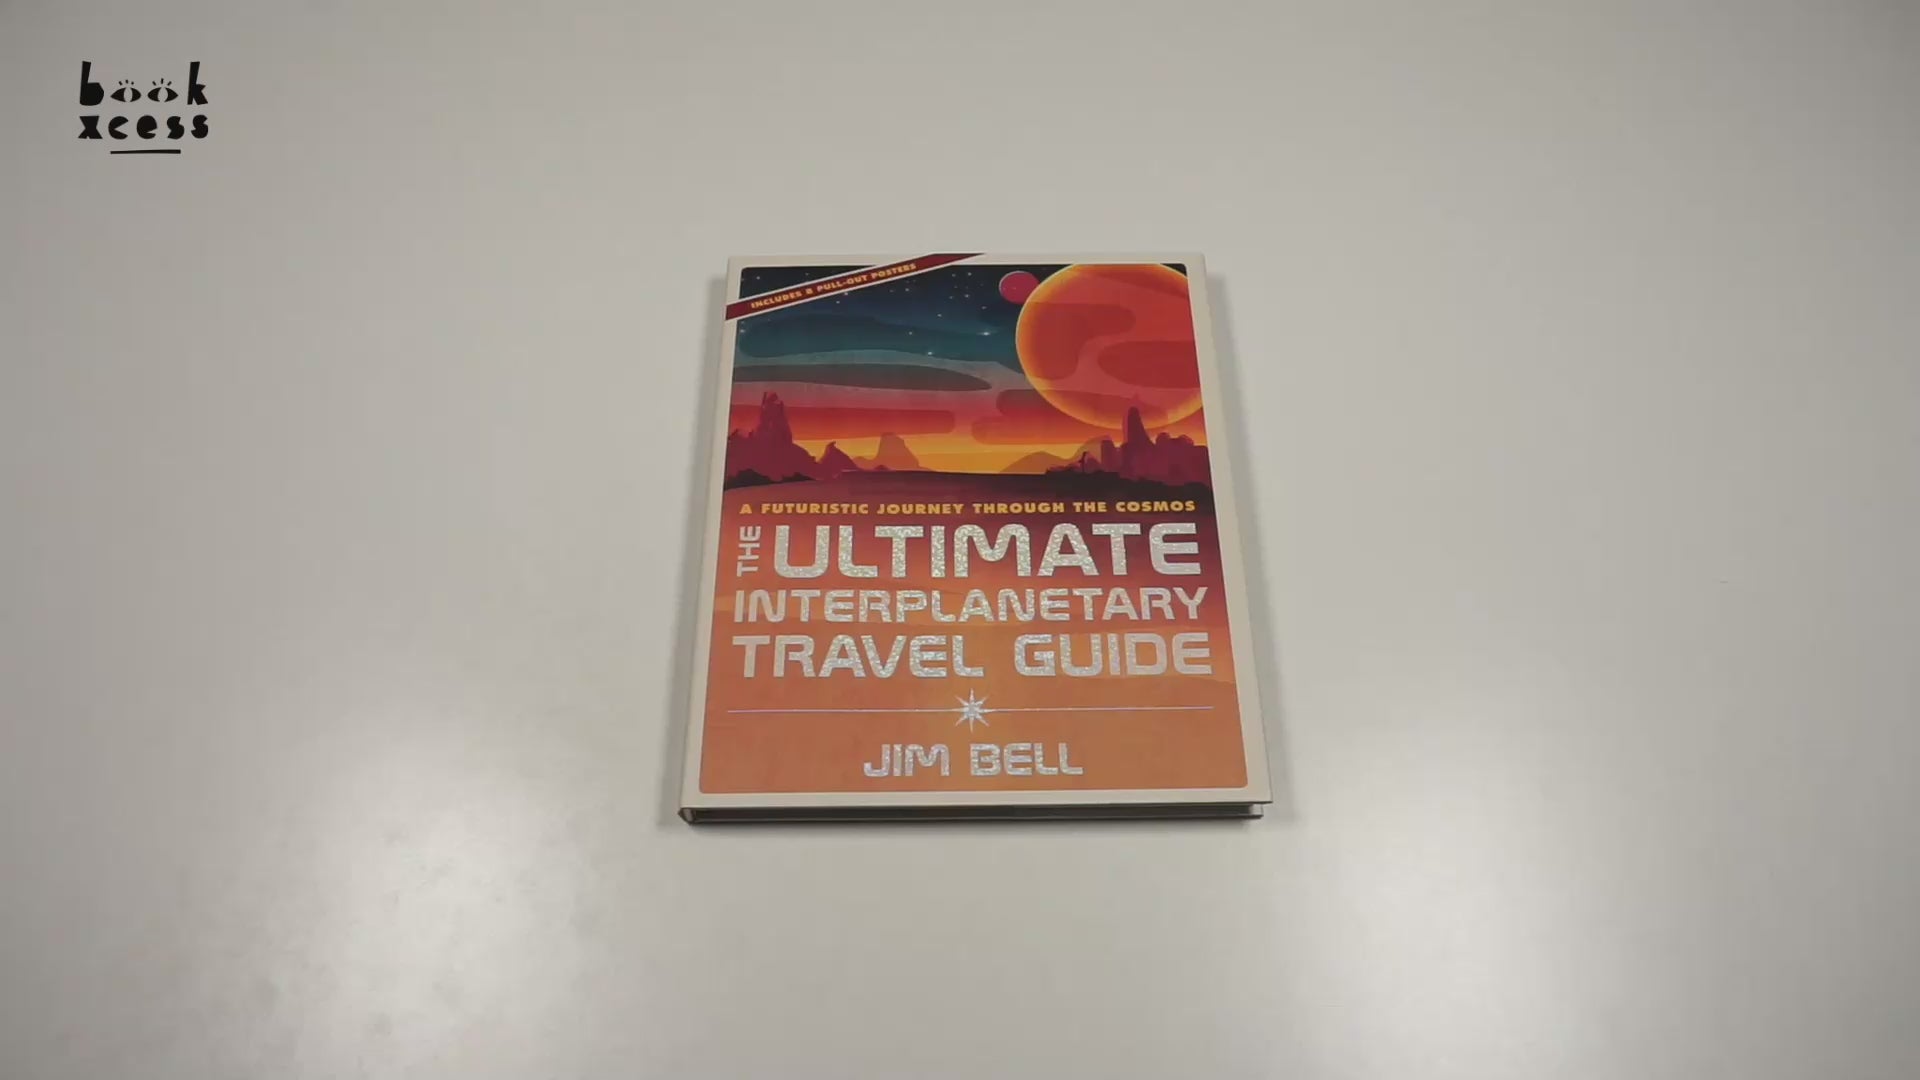 book
xcess
INCLUDES 8 PULL-OUT POSTERS
A FUTURISTIC JOURNEY THROUGH THE COSMOS
THE ULTIMATE
INTERPLANETARY
TRAVEL GUIDE
JIM BELL